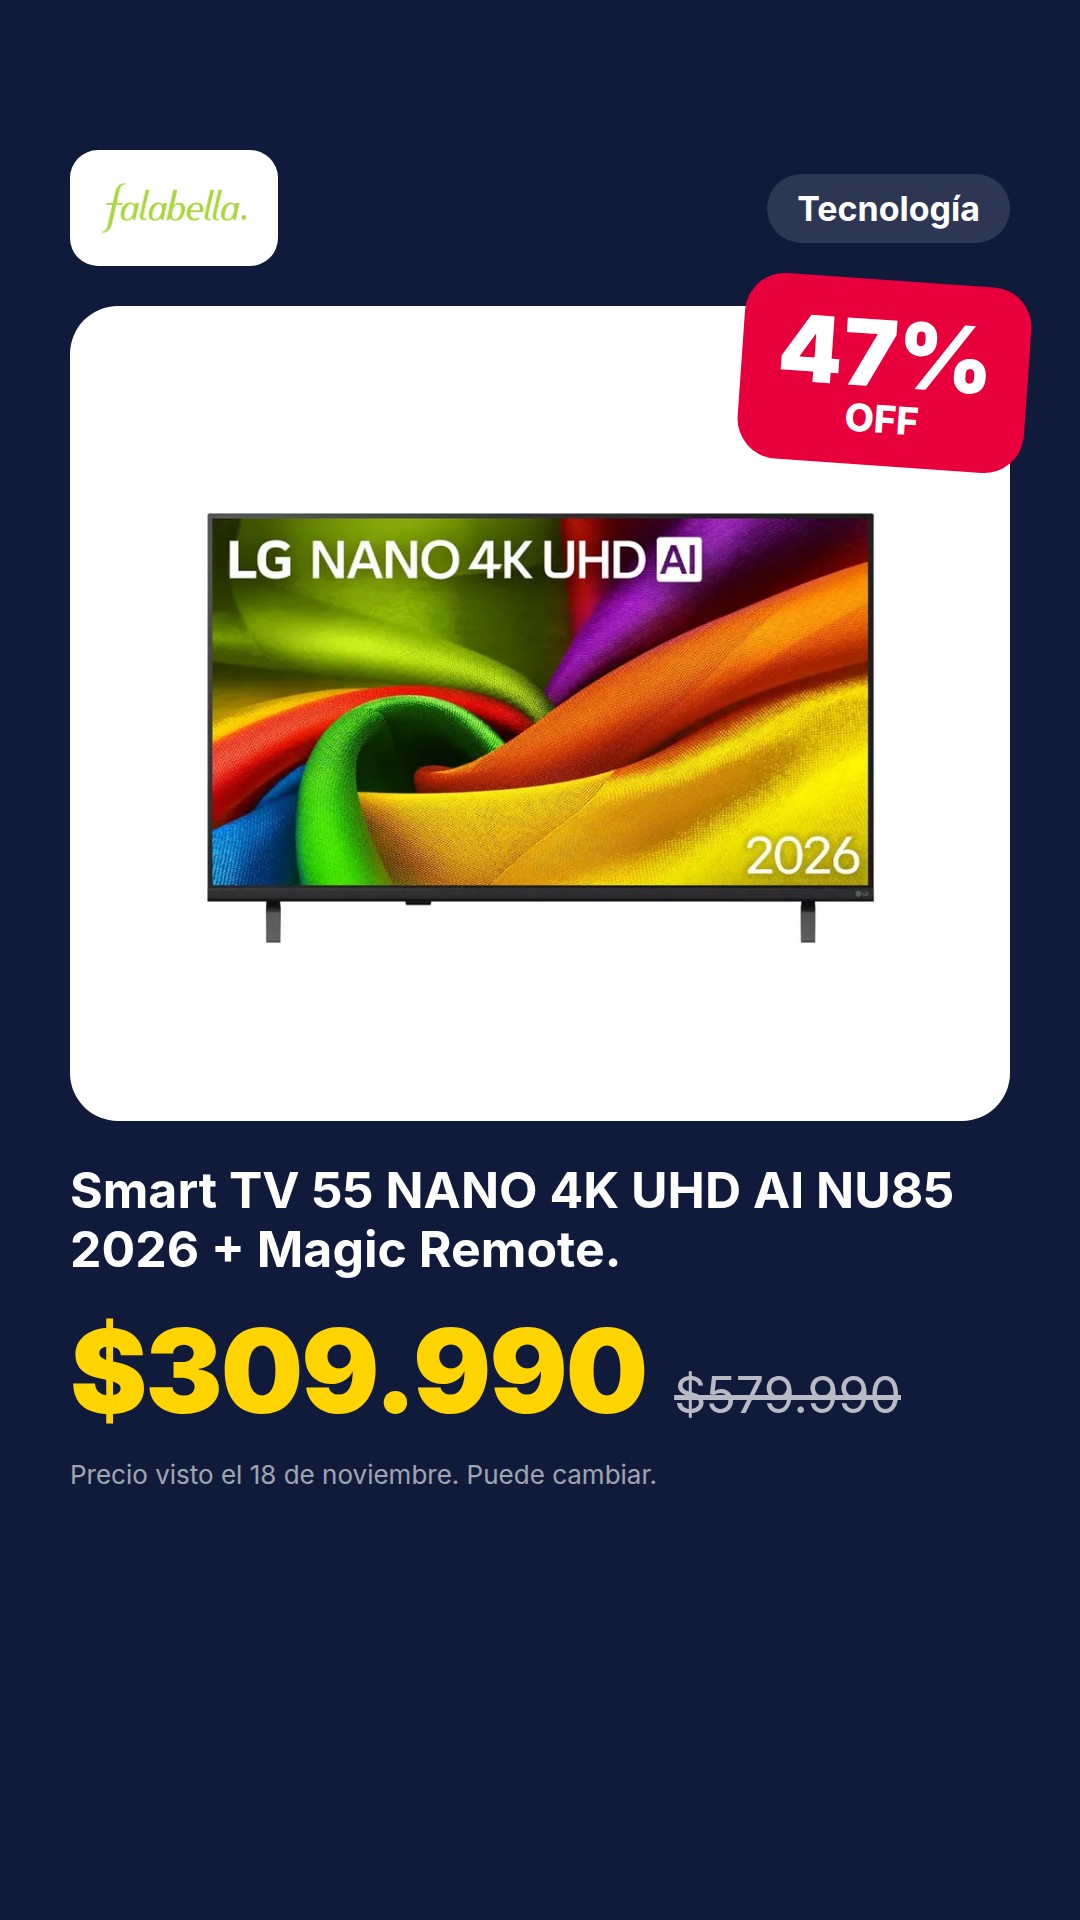 falabella.
Tecnología
47%
OFF
LG NANO 4K UHD AI
2026
Smart TV 55 NANO 4K UHD AI NU85
2026 + Magic Remote.
$309.990 $579.990
Precio visto el 18 de noviembre. Puede cambiar.